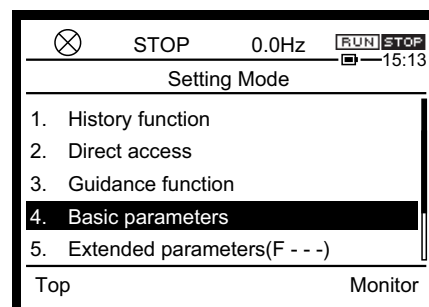 STOP 0.0Hz RUN STOP
15:13
Setting Mode
1. History function
2. Direct access
3. Guidance function
4. Basic parameters
5. Extended parameters(F - - -)
Top Monitor